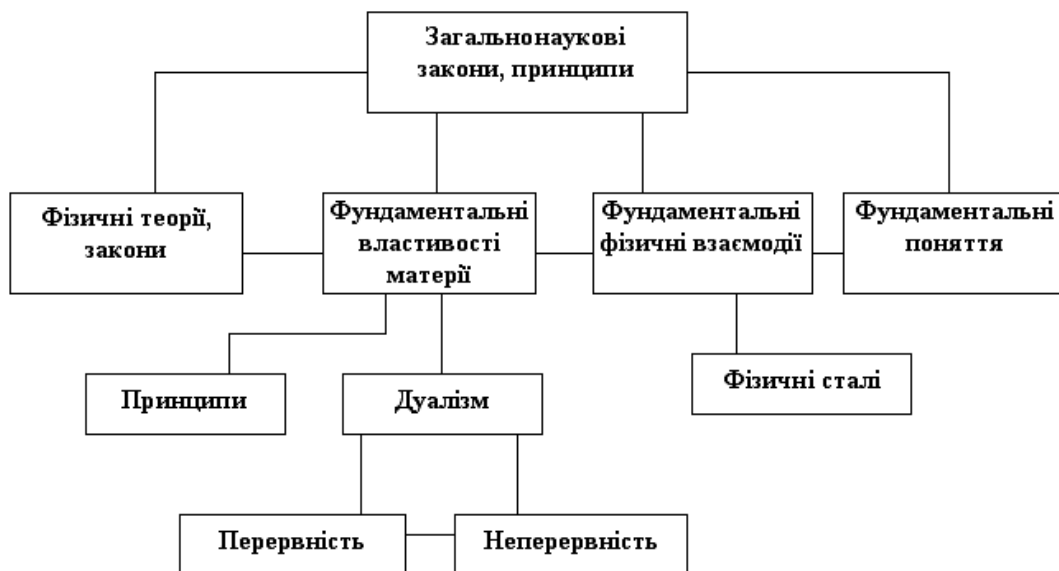 Загальнонаукові
закони, принципи
Фізичні теорії,
закони
Фундаментальні
властивості
матерії
Фундаментальні
фізичні взаємодії
Фундаментальні
поняття
Принципи
Дуалізм
Фізичні сталі
Перервність
Неперервність